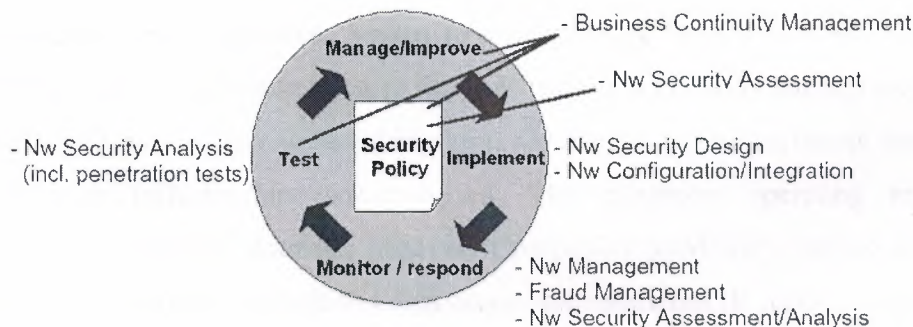 - Business Continuity Management
Manage/Improve
- Nw Security Assessment
- Nw Security Analysis
(incl. penetration tests)
Test
Security
Policy
Implement
- Nw Security Design
- Nw Configuration/Integration
Monitor / respond
- Nw Management
- Fraud Management
- Nw Security Assessment/Analysis